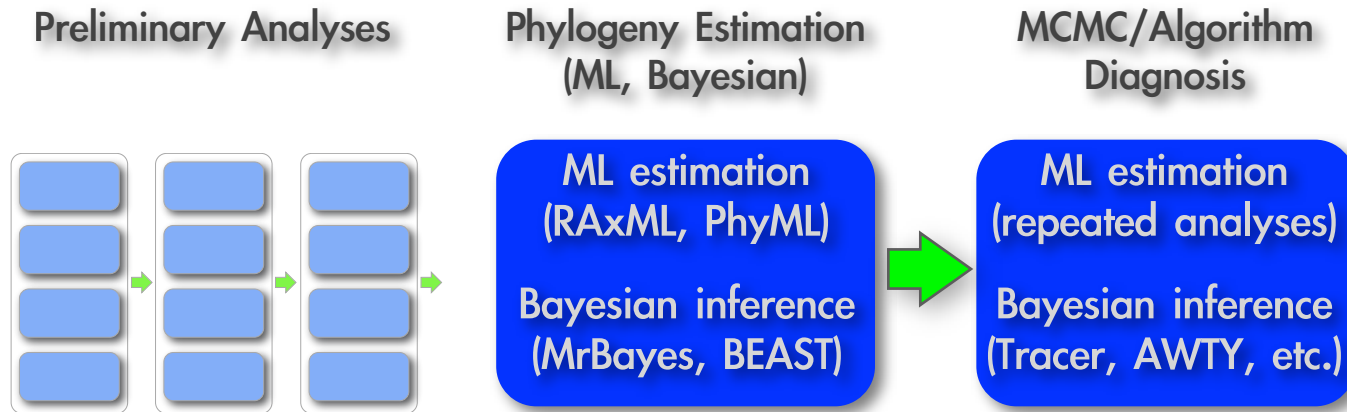 Preliminary Analyses
Phylogeny Estimation
(ML, Bayesian)
MCMC/Algorithm
Diagnosis
ML estimation
(RAxML, PhyML)
Bayesian inference
(MrBayes, BEAST)
ML estimation
(repeated analyses)
Bayesian inference
(Tracer, AWTY, etc.)